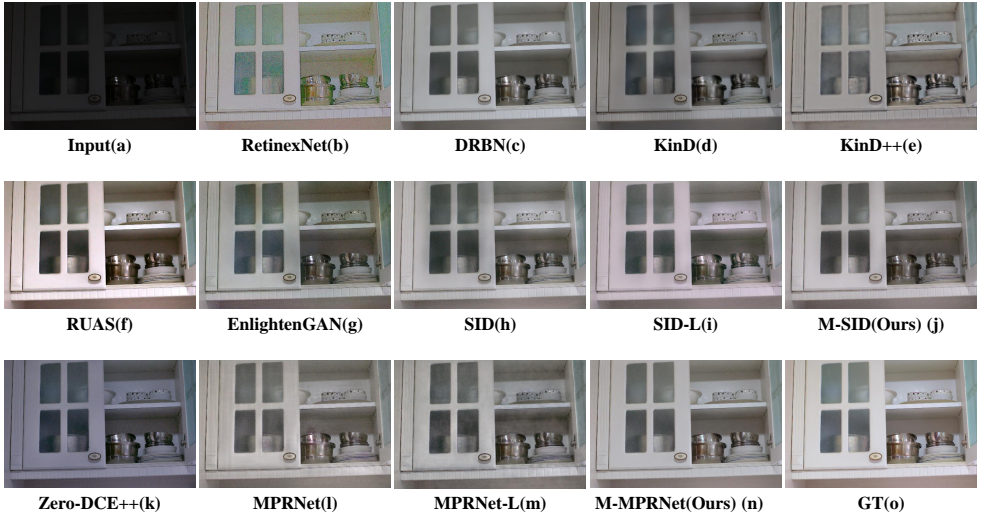 Input(a) RetinexNet(b) DRBN(c) KinD(d) KinD++(e)
RUAS(f) EnlightenGAN(g) SID(h) SID-L(i) M-SID(Ours) (j)
Zero-DCE++(k) MPRNet(l) MPRNet-L(m) M-MPRNet(Ours) (n) GT(o)